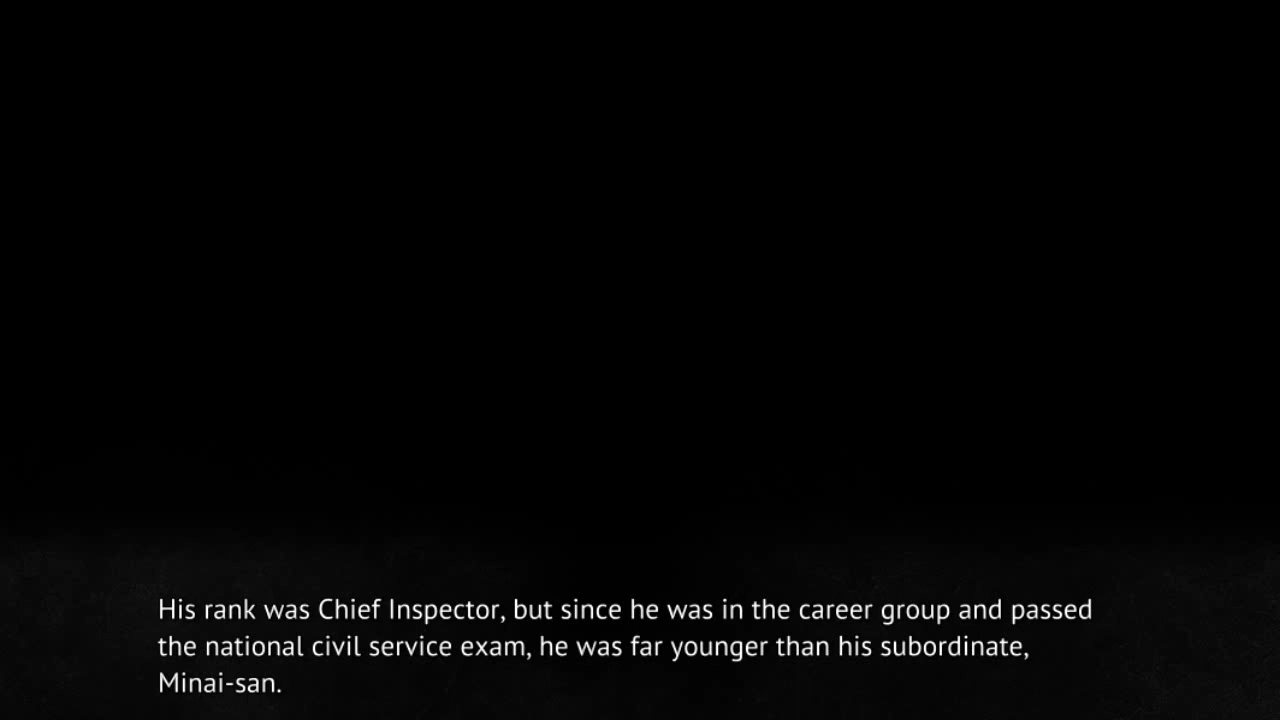 His rank was Chief Inspector, but since he was in the career group and passed
the national civil service exam, he was far younger than his subordinate,
Minai-san.